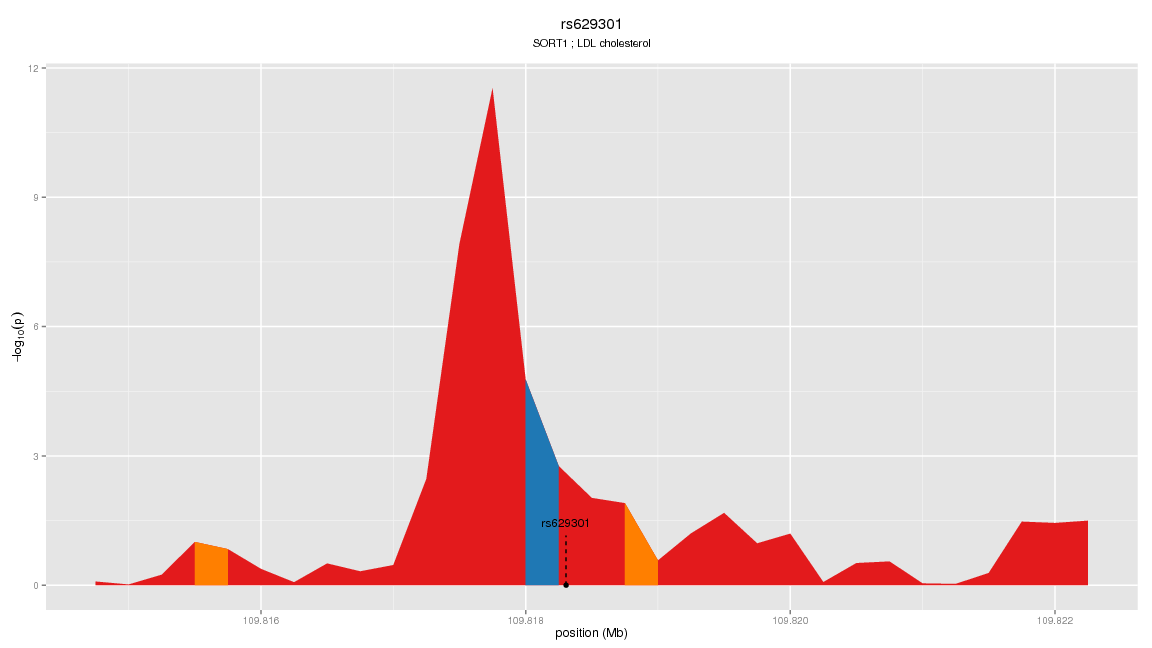 rs629301
SORT1 ; LDL cholesterol
12
9
6
3
0
−log10(p)
rs629301
109.816
109.818
109.820
109.822
position (Mb)